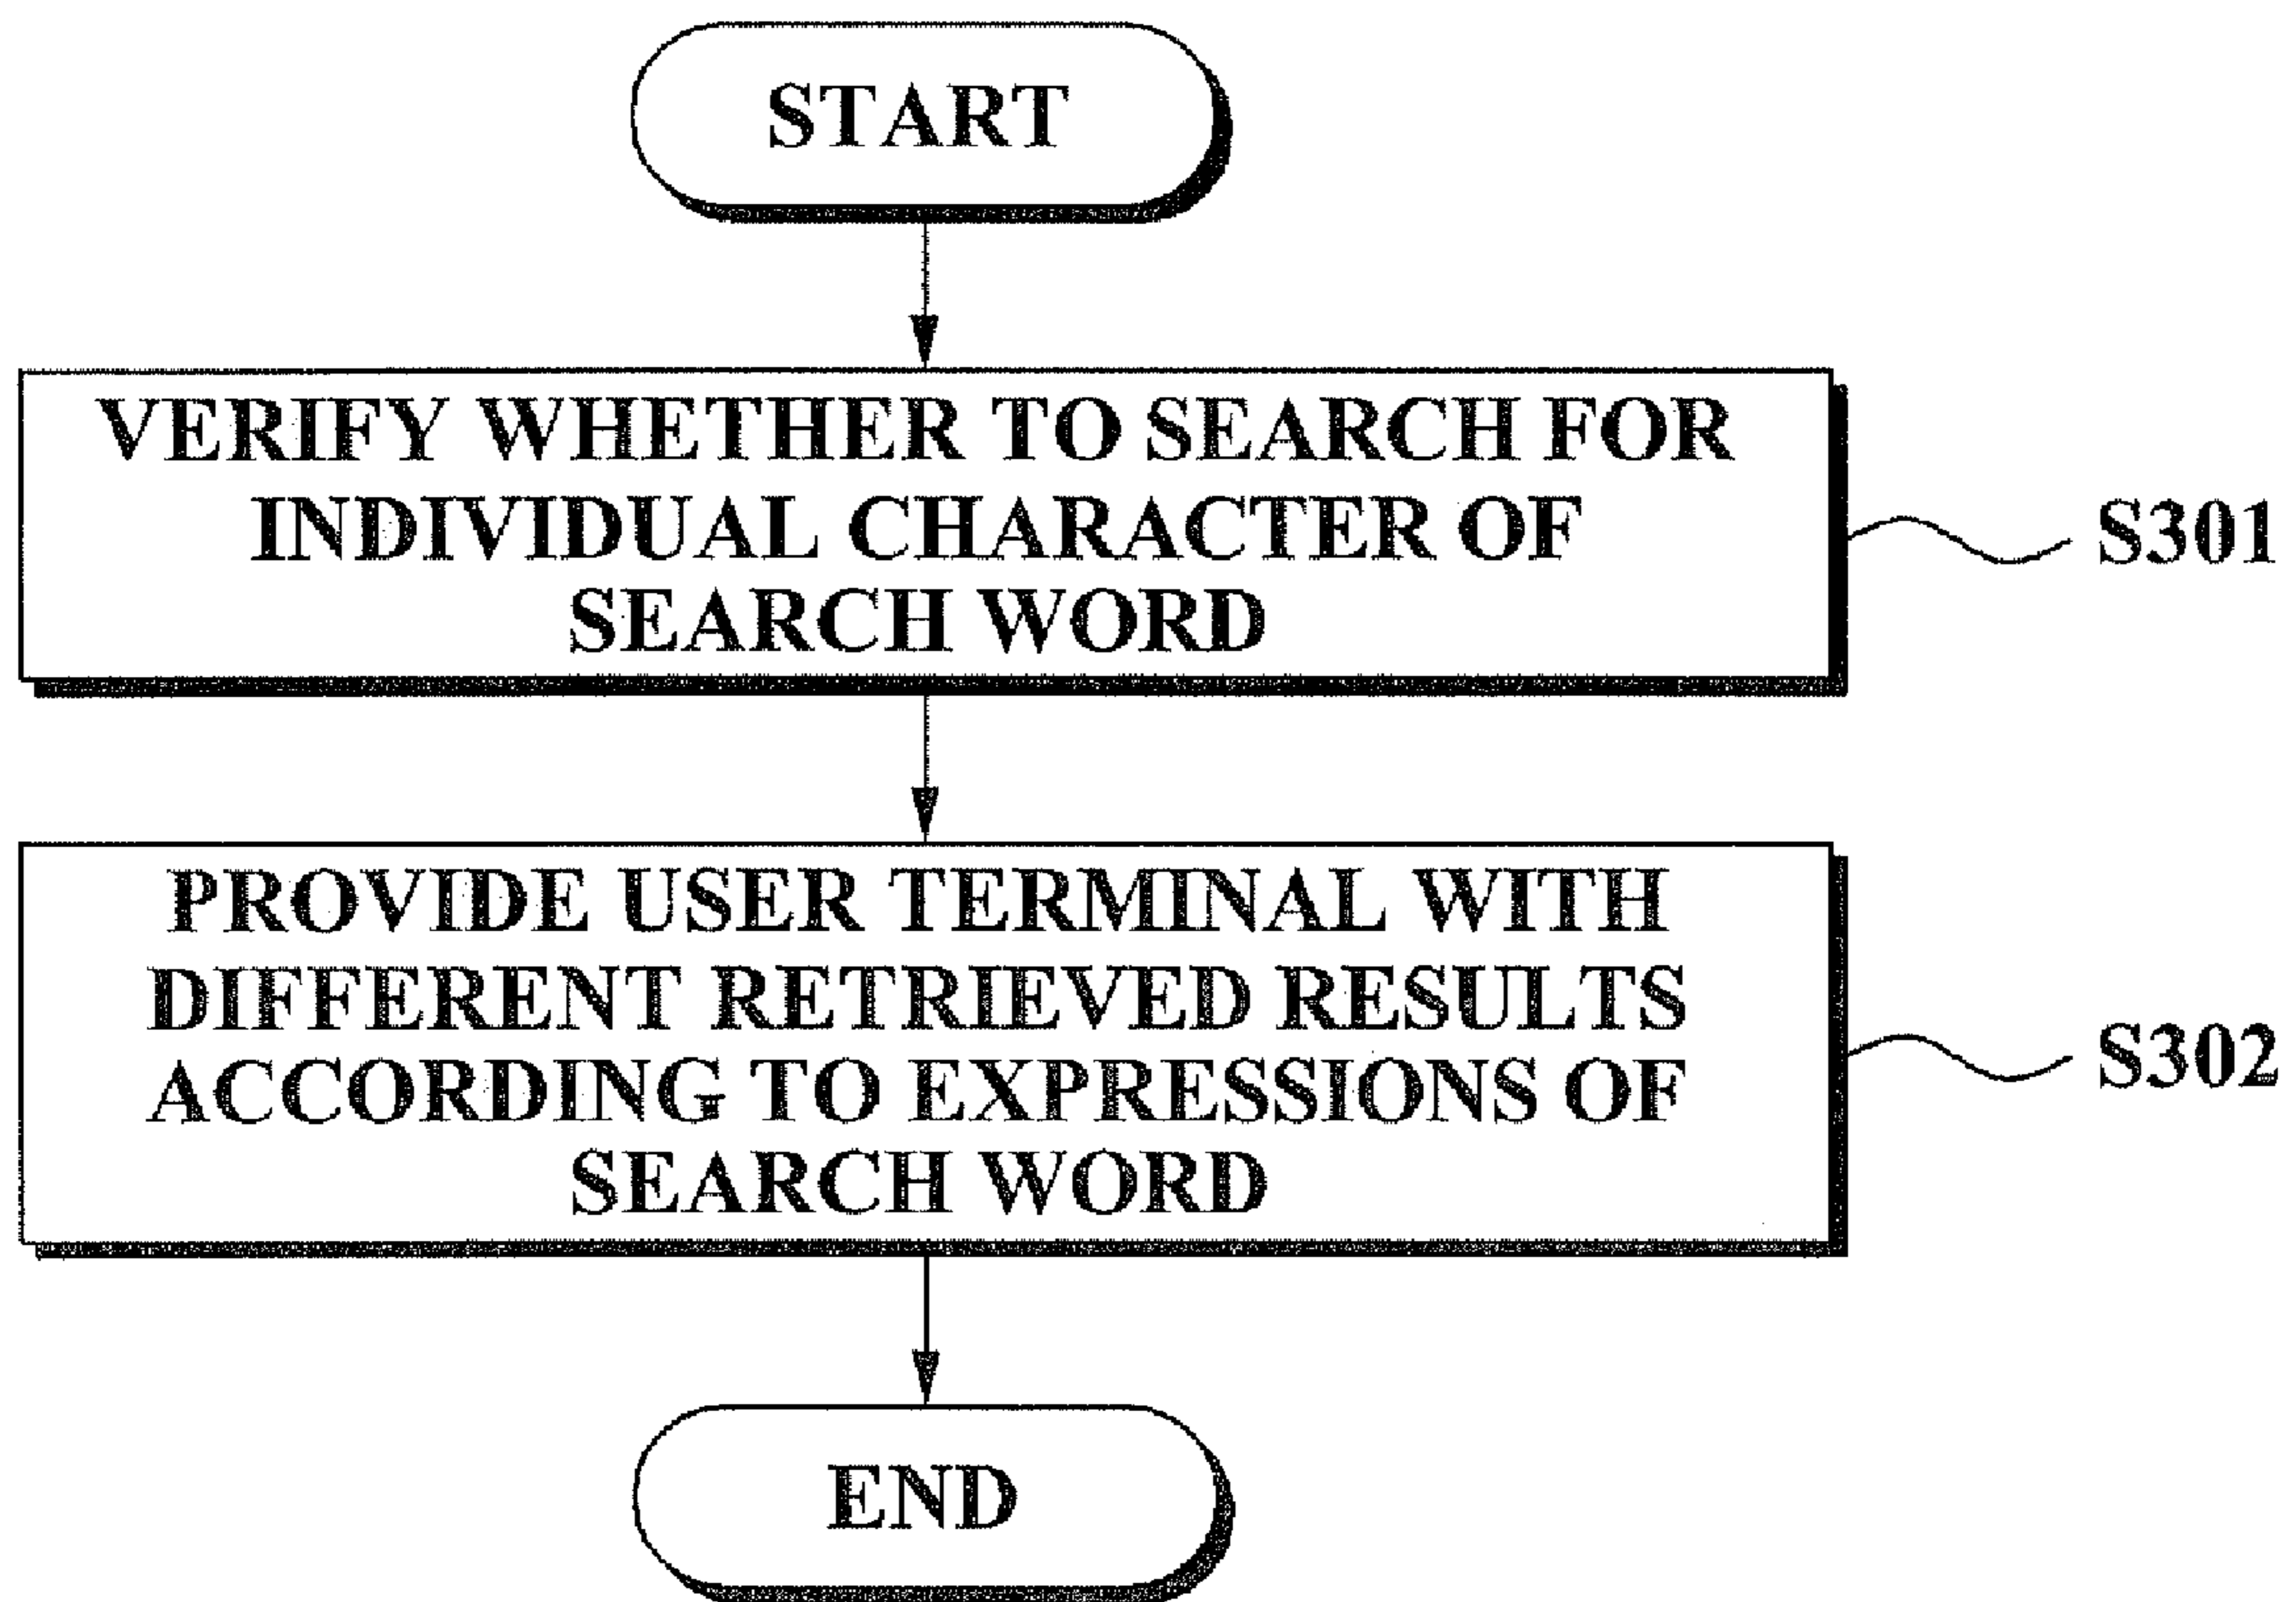 START
VERIFY WHETHER TO SEARCH FOR
INDIVIDUAL CHARACTER OF
SEARCH WORD
S301
PROVIDE USER TERMINAL WITH
DIFFERENT RETRIEVED RESULTS
ACCORDING TO EXPRESSIONS OF
SEARCH WORD
S302
END